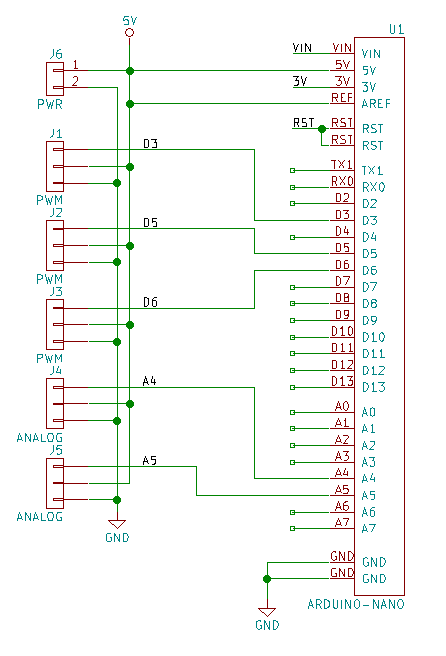 5V
J6
1
2
PWR
J1
D3
PWM
J2
D5
PWM
J3
D6
PWM
J4
A4
ANALOG
J5
A5
ANALOG
GND
U1
VIN VIN VIN
5V 5V
3V 3V 3V
REF AREF
RST RST RST
RST RST
TX1 TX1
RX0 RX0
D2 D2
D3 D3
D4 D4
D5 D5
D6 D6
D7 D7
D8 D8
D9 D9
D10 D10
D11 D11
D12 D12
D13 D13
A0 A0
A1 A1
A2 A2
A3 A3
A4 A4
A5 A5
A6 A6
A7 A7
GND GND
GND GND
ARDUINO-NANO
GND